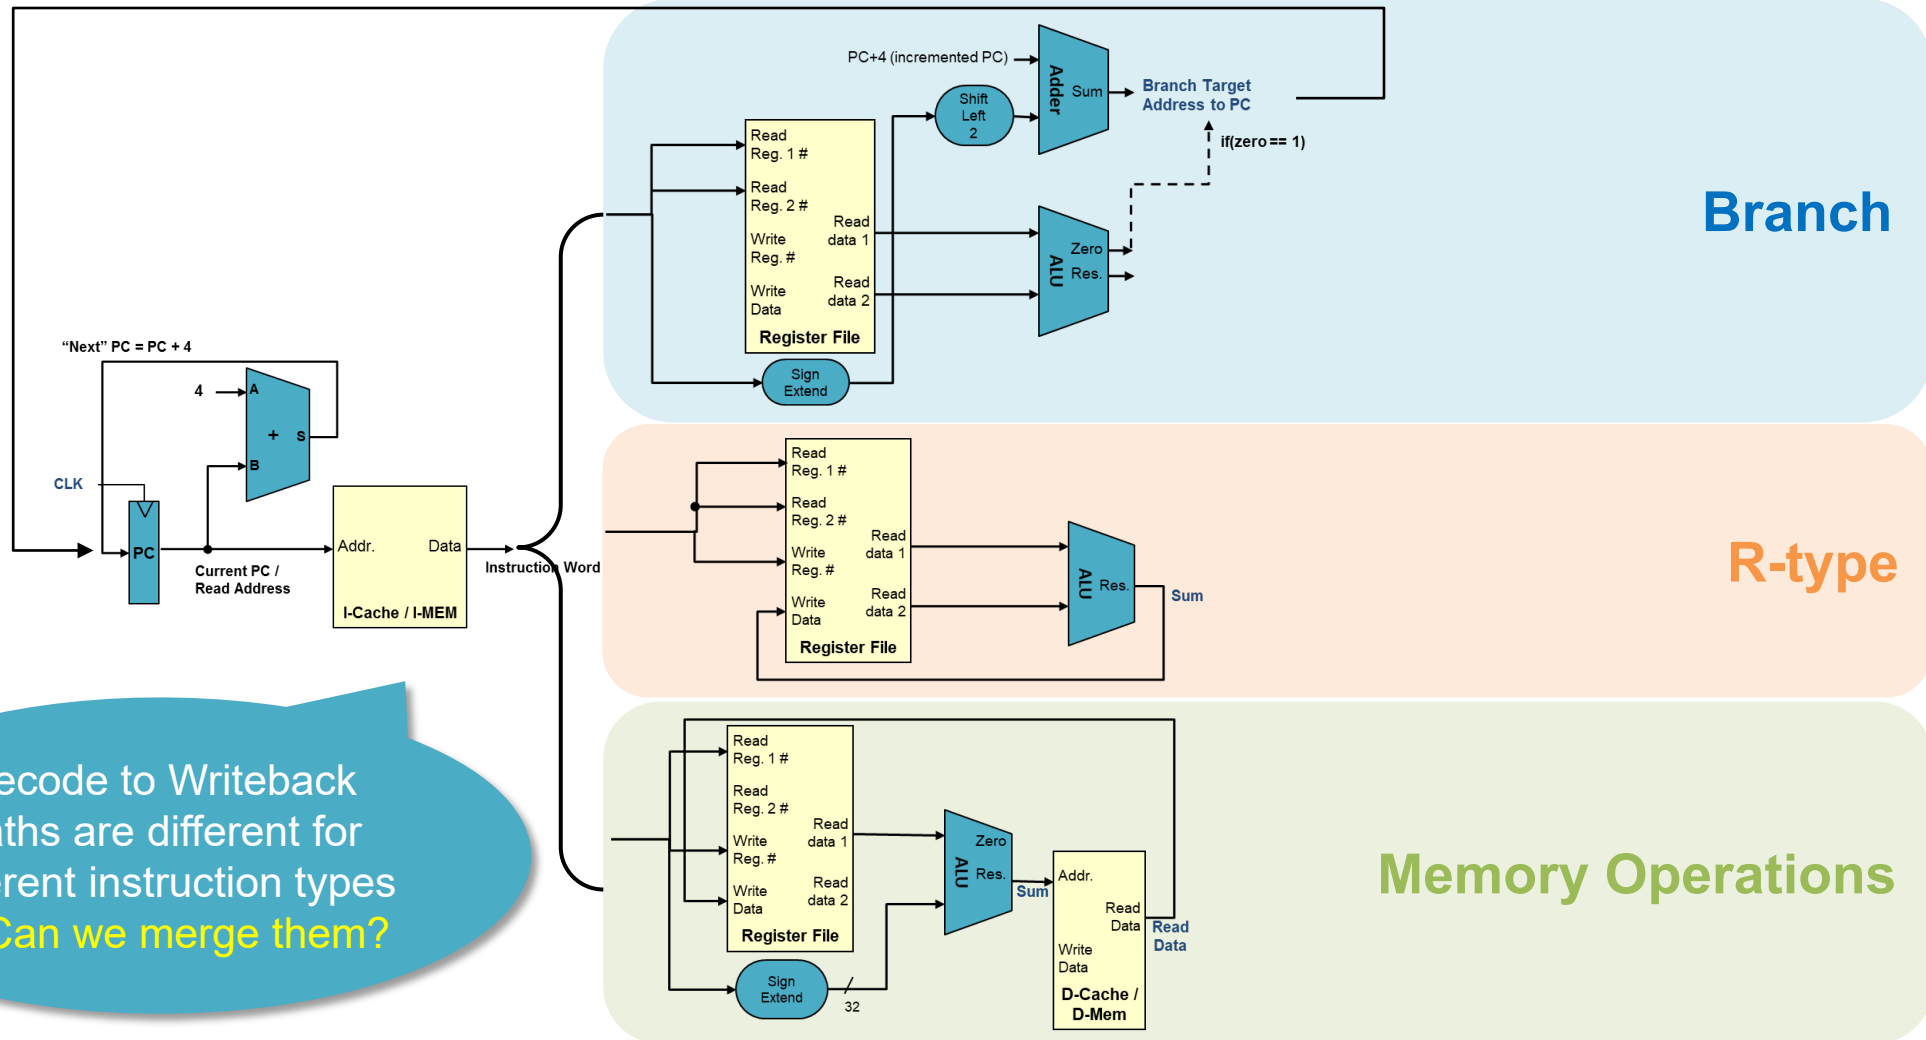 PC+4 (incremented PC)
Adder
Sum
Branch Target
Address to PC
Shift
Left
2
if(zero == 1)
Read
Reg. 1 #
Read
Reg. 2 #
Write
Reg. #
Write
Data
Read
data 1
Read
data 2
Register File
ALU
Zero
Res.
Sign
Extend
Branch
“Next” PC = PC + 4
4
A
B
+
S
CLK
PC
Current PC /
Read Address
Addr.
Data
I-Cache / I-MEM
Instruction Word
Read
Reg. 1 #
Read
Reg. 2 #
Write
Reg. #
Write
Data
Read
data 1
Read
data 2
Register File
ALU
Res.
Sum
R-type
ecode to Writeback
ths are different for
erent instruction types
Can we merge them?
Read
Reg. 1 #
Read
Reg. 2 #
Write
Reg. #
Write
Data
Read
data 1
Read
data 2
Register File
Sign
Extend
32
ALU
Zero
Res.
Sum
Addr.
Read
Data
Write
Data
D-Cache /
D-Mem
Read
Data
Memory Operations